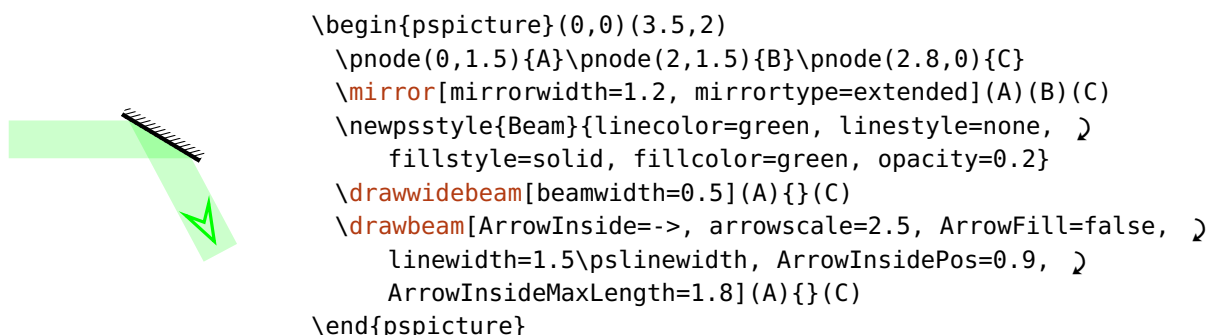 \begin{pspicture}(0,0)(3.5,2)
\pnode(0,1.5){A}\pnode(2,1.5){B}\pnode(2.8,0){C}
\mirror[mirrorwidth=1.2, mirrortype=extended](A)(B)(C)
\newpsstyle{Beam}{linecolor=green, linestyle=none,
fillstyle=solid, fillcolor=green, opacity=0.2}
\drawwidebeam[beamwidth=0.5](A){}(C)
\drawbeam[ArrowInside=->, arrowscale=2.5, ArrowFill=false,
linewidth=1.5\pslinewidth, ArrowInsidePos=0.9,
ArrowInsideMaxLength=1.8](A){}(C)
\end{pspicture}